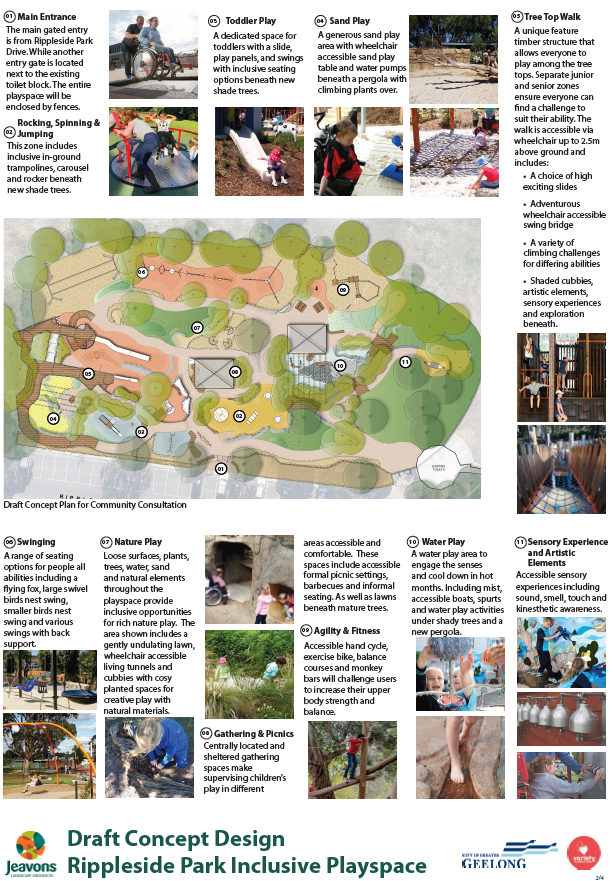 01 Main Entrance
The main gated entry
is from Rippleside Park
Drive. While another
entry gate is located
next to the existing
toilet block. The entire
playspace will be
enclosed by fences.
02 Rocking, Spinning &
Jumping
This zone includes
inclusive in-ground
trampolines, carousel
and rocker beneath
new shade trees.
03 Toddler Play
A dedicated space for
toddlers with a slide,
play panels, and swings
with inclusive seating
options beneath new
shade trees.
04 Sand Play
A generous sand play
area with wheelchair
accessible sand play
table and water pumps
beneath a pergola with
climbing plants over.
05 Tree Top Walk
A unique feature
timber structure that
allows everyone to
play among the tree
tops. Separate junior
and senior zones
ensure everyone can
find a challenge to
suit their ability. The
walk is accessible via
wheelchair up to 2.5m
above ground and
includes:
• A choice of high
exciting slides
• Adventurous
wheelchair accessible
swing bridge
• A variety of
climbing challenges
for differing abilities
• Shaded cubbies,
artistic elements,
sensory experiences
and exploration
beneath.
06
09
07
10
11
05
08
04
02
02
01
Draft Concept Plan for Community Consultation
06 Swinging
A range of seating
options for people all
abilities including a
flying fox, large swivel
birds nest swing,
smaller birds nest
swing and various
swings with back
support.
07 Nature Play
Loose surfaces, plants,
trees, water, sand
and natural elements
throughout the
playspace provide
inclusive opportunities
for rich nature play. The
area shown includes a
gently undulating lawn,
wheelchair accessible
living tunnels and
cubbies with cosy
planted spaces for
creative play with
natural materials.
08 Gathering & Picnics
Centrally located and
sheltered gathering
spaces make
supervising children's
play in different
areas accessible and
comfortable. These
spaces include accessible
formal picnic settings,
barbecues and informal
seating. As well as lawns
beneath mature trees.
09 Agility & Fitness
Accessible hand cycle,
exercise bike, balance
courses and monkey
bars will challenge users
to increase their upper
body strength and
balance.
10 Water Play
A water play area to
engage the senses
and cool down in hot
months. Including mist,
accessible boats, spurts
and water play activities
under shady trees and a
new pergola.
11 Sensory Experience
and Artistic
Elements
Accessible sensory
experiences including
sound, smell, touch and
kinesthetic awareness.
Jeavons
LANDSCAPE ARCHITECTS
Draft Concept Design
Rippleside Park Inclusive Playspace
CITY OF GREATER
GEELONG
variety
2/4